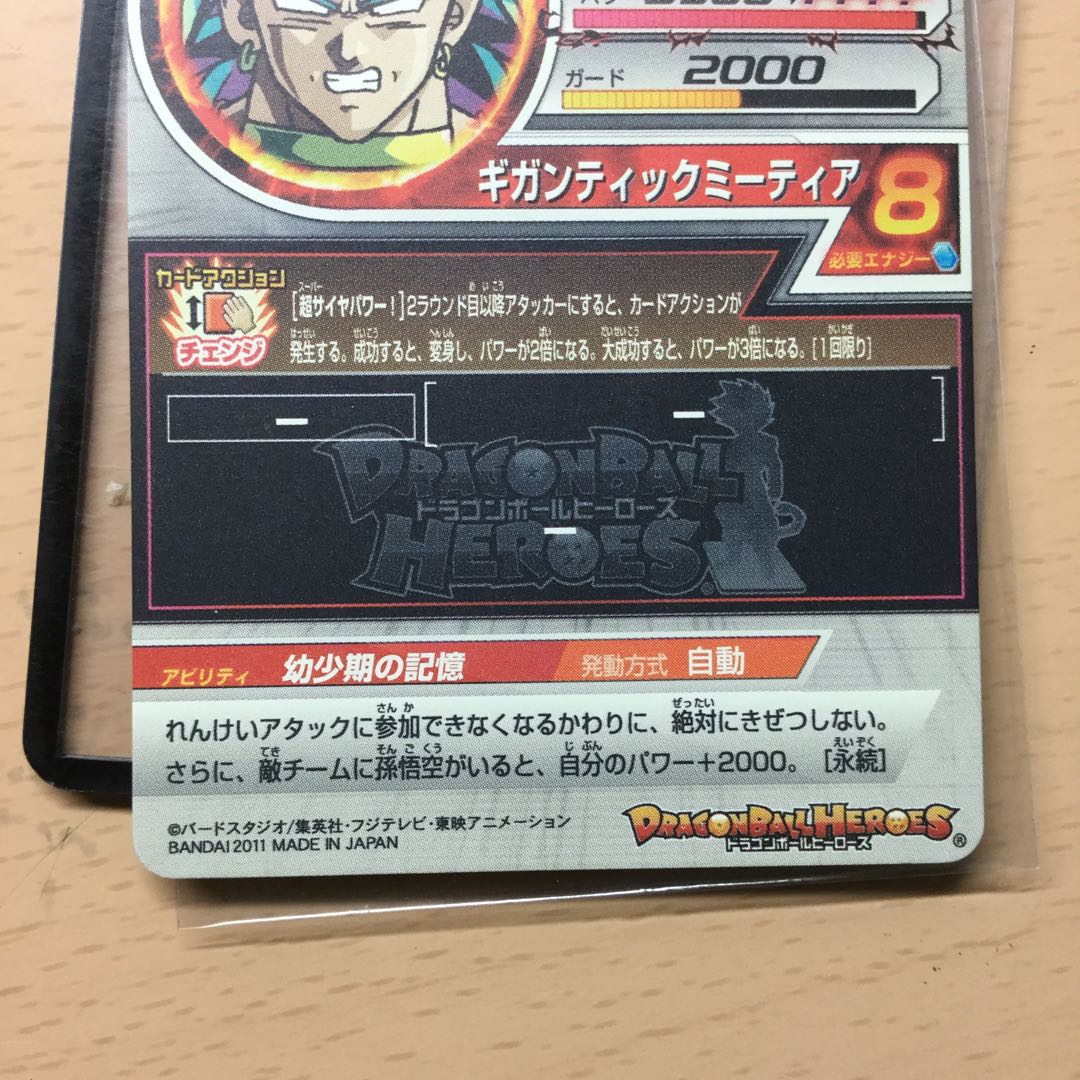 ガード 2000
ギガンティックミーティア 8
必要エナジー
カードアクション
チェンジ
[超サイヤパワー!]2ラウンド目以降アタッカーにすると、カードアクションが
発生する。成功すると、変身し、パワーが2倍になる。大成功すると、パワーが3倍になる。[1回限り]
ー
ー
DRAGON BALL
ドラゴンボールヒーローズ
ー
HEROES
アビリティ 幼少期の記憶 発動方式 自動
れんけいアタックに参加できなくなるかわりに、絶対にきぜつしない。
さらに、敵チームに孫悟空がいると、自分のパワー+2000。[永続]
©バードスタジオ/集英社・フジテレビ・東映アニメーション
BANDAI 2011 MADE IN JAPAN
DRAGON BALL HEROES
ドラゴンボールヒーローズ